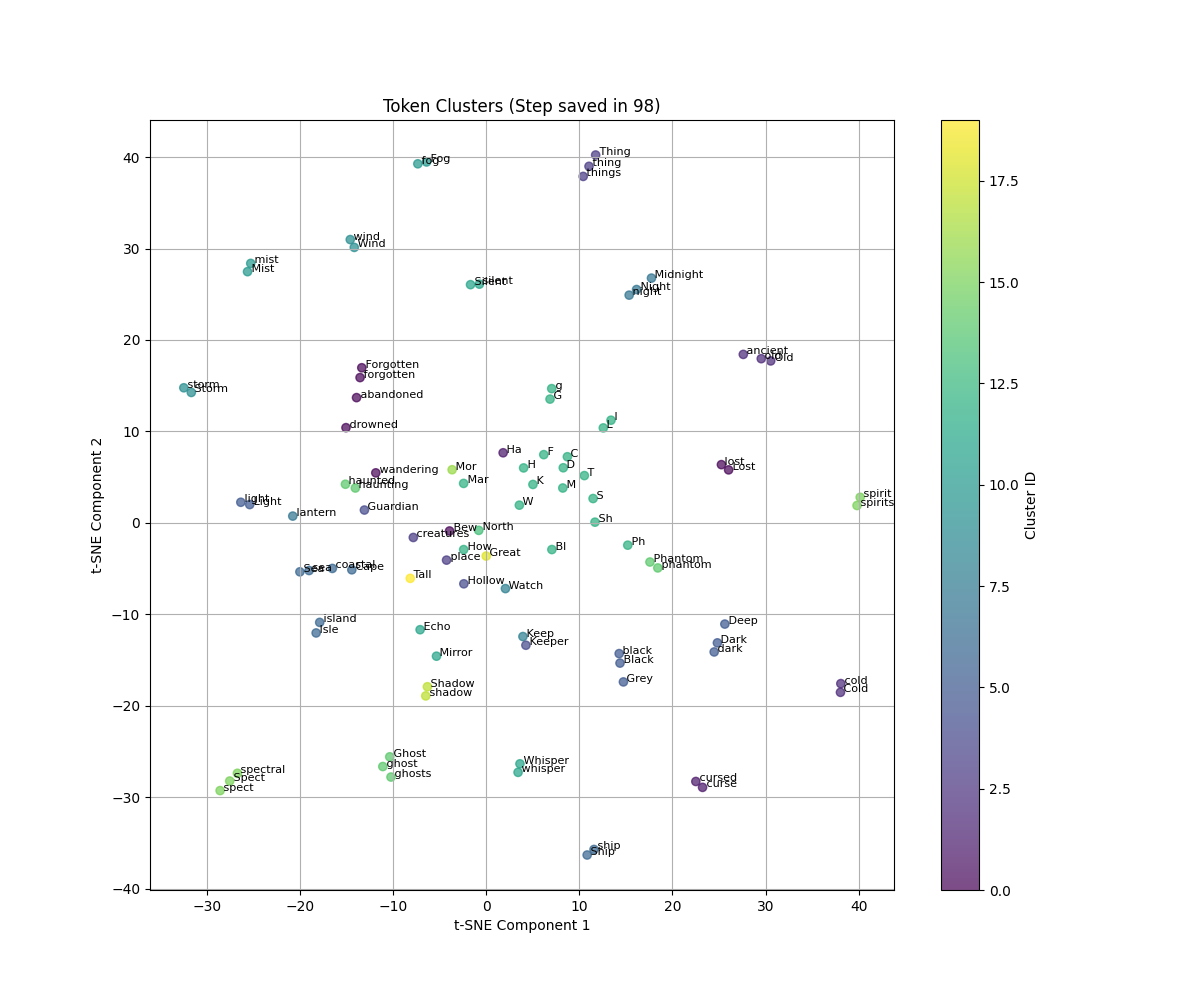 Token Clusters (Step saved in 98)
fog Fog
Thing
thing
things
wind
Wind
mist
Mist
Silent silent
Midnight
Night
night
ancient
old Old
storm
Storm
Forgotten
forgotten
abandoned
drowned
g
G
I
L
Ha
F
C
H
D
T
K
M
S
W
Sh
Mor
Mar
wandering
haunted
haunting
Guardian
lost
Lost
spirit
spirits
light
Light
lantern
creatures
Bew
North
How
Great
place
Bl
Ph
Phantom
phantom
Sea sea coastal Cape
Tall
Hollow
Watch
island
Isle
Echo
Mirror
Keep
Keeper
Deep
Dark
dark
black
Black
Grey
cold
Cold
Shadow
shadow
Ghost
ghost
ghosts
Whisper
whisper
spectral
Spect
spect
cursed
curse
ship
Ship
40
30
20
10
0
−10
−20
−30
−40
−30 −20 −10 0 10 20 30 40
t-SNE Component 1
t-SNE Component 2
17.5
15.0
12.5
10.0
7.5
5.0
2.5
0.0
Cluster ID